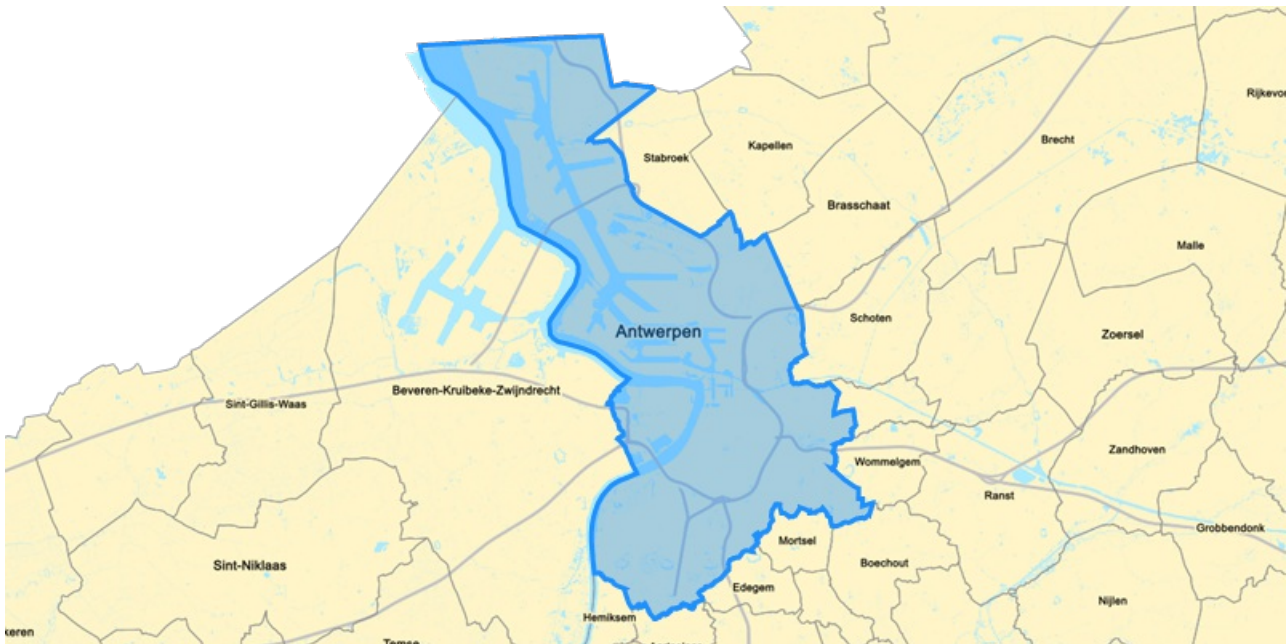 Rijkevor
Brecht
Kapellen
Stabroek
Brasschaat
Malle
Schoten
Antwerpen
Zoersel
Beveren-Kruibeke-Zwijndrecht
Sint-Gillis-Waas
Zandhoven
Wommelgem
Ranst
Grobbendonk
Mortsel
Sint-Niklaas
Boechout
Edegem
Nijlen
Hemiksem
keren
Temse